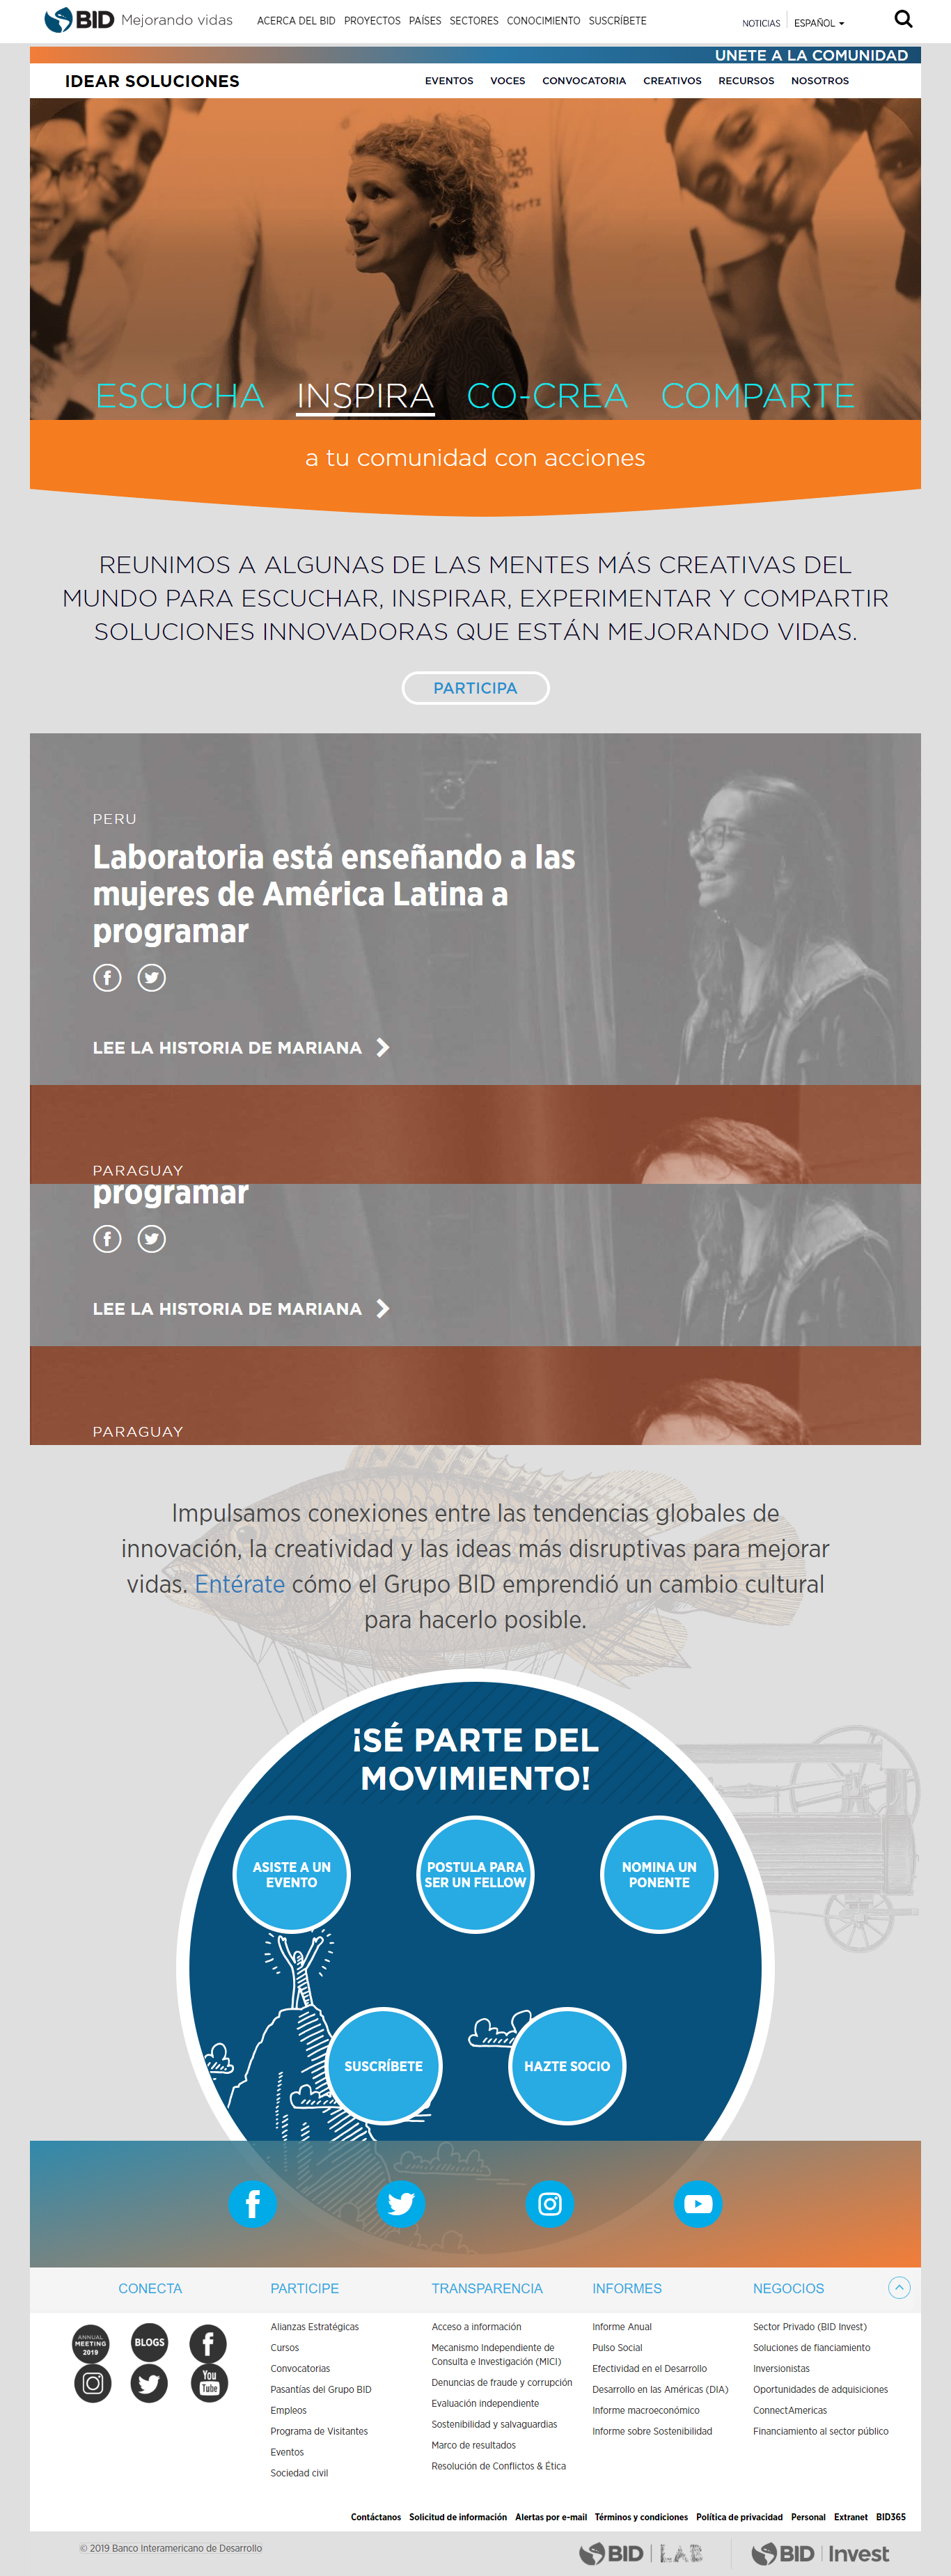 BID Mejorando vidas
ACERCA DEL BID PROYECTOS PAÍSES SECTORES CONOCIMIENTO SUSCRÍBETE
NOTICIAS ESPAÑOL
UNETE A LA COMUNIDAD
IDEAR SOLUCIONES
EVENTOS VOCES CONVOCATORIA CREATIVOS RECURSOS NOSOTROS
ESCUCHA INSPIRA CO-CREA COMPARTE
a tu comunidad con acciones
REUNIMOS A ALGUNAS DE LAS MENTES MÁS CREATIVAS DEL
MUNDO PARA ESCUCHAR, INSPIRAR, EXPERIMENTAR Y COMPARTIR
SOLUCIONES INNOVADORAS QUE ESTÁN MEJORANDO VIDAS.
PARTICIPA
PERU
Laboratoria está enseñando a las
mujeres de América Latina a
programar
LEE LA HISTORIA DE MARIANA
PARAGUAY
programar
LEE LA HISTORIA DE MARIANA
PARAGUAY
Impulsamos conexiones entre las tendencias globales de
innovación, la creatividad y las ideas más disruptivas para mejorar
vidas. Entérate cómo el Grupo BID emprendió un cambio cultural
para hacerlo posible.
¡SÉ PARTE DEL
MOVIMIENTO!
ASISTE A UN
EVENTO
POSTULA PARA
SER UN FELLOW
NOMINA UN
PONENTE
SUSCRÍBETE
HAZTE SOCIO
CONECTA
ANNUAL
MEETING
2019
BLOGS
You
Tube
PARTICIPE
Alianzas Estratégicas
Cursos
Convocatorias
Pasantías del Grupo BID
Empleos
Programa de Visitantes
Eventos
Sociedad civil
TRANSPARENCIA
Acceso a información
Mecanismo Independiente de
Consulta e Investigación (MICI)
Denuncias de fraude y corrupción
Evaluación independiente
Sostenibilidad y salvaguardias
Marco de resultados
Resolución de Conflictos & Ética
INFORMES
Informe Anual
Pulso Social
Efectividad en el Desarrollo
Desarrollo en las Américas (DIA)
Informe macroeconómico
Informe sobre Sostenibilidad
NEGOCIOS
Sector Privado (BID Invest)
Soluciones de fianciamiento
Inversionistas
Oportunidades de adquisiciones
ConnectAmericas
Financiamiento al sector público
Contáctanos Solicitud de información Alertas por e-mail Términos y condiciones Política de privacidad Personal Extranet BID365
© 2019 Banco Interamericano de Desarrollo
BID LAB
BID Invest